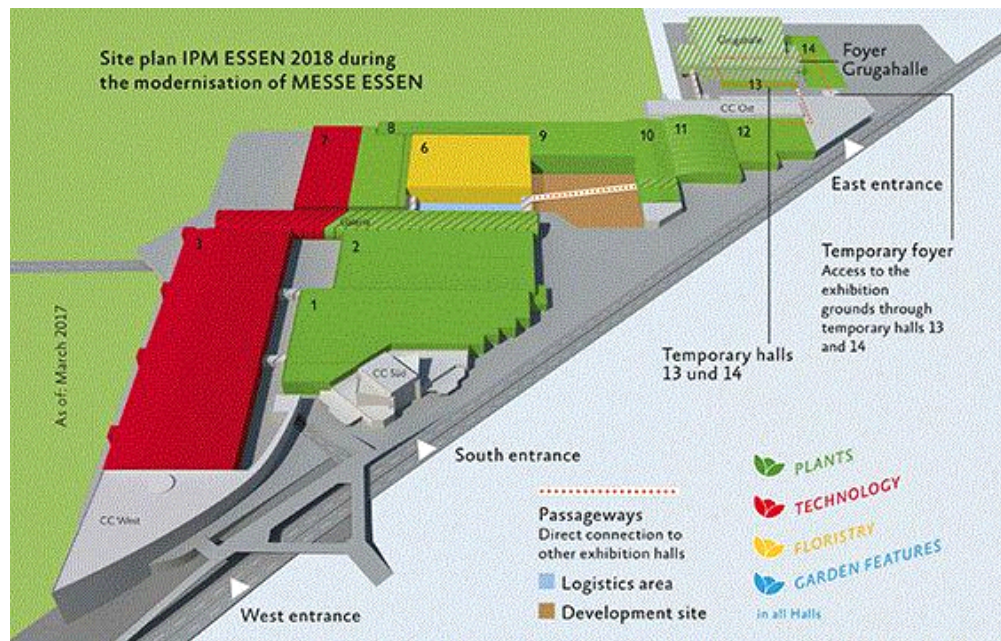 Site plan IPM ESSEN 2018 during
the modernisation of MESSE ESSEN
Grugahalle
14
13
Foyer
Grugahalle
CC Ost
7
8
6
9
10
11
12
East entrance
3
Galeria
2
1
Temporary foyer
Access to the
exhibition
grounds through
temporary halls 13
and 14
Temporary halls
13 und 14
As of: March 2017
CC Süd
South entrance
CC West
West entrance
Passageways
Direct connection to
other exhibition halls
Logistics area
Development site
PLANTS
TECHNOLOGY
FLORISTRY
GARDEN FEATURES
in all Halls